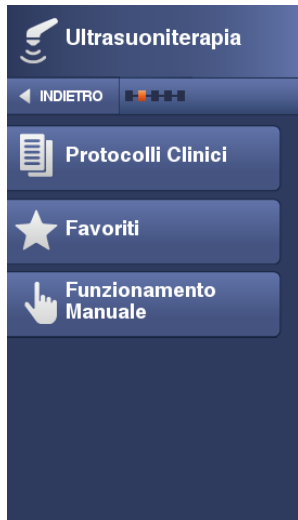 Ultrasuoniterapia
INDIETRO
Protocolli Clinici
Favoriti
Funzionamento
Manuale